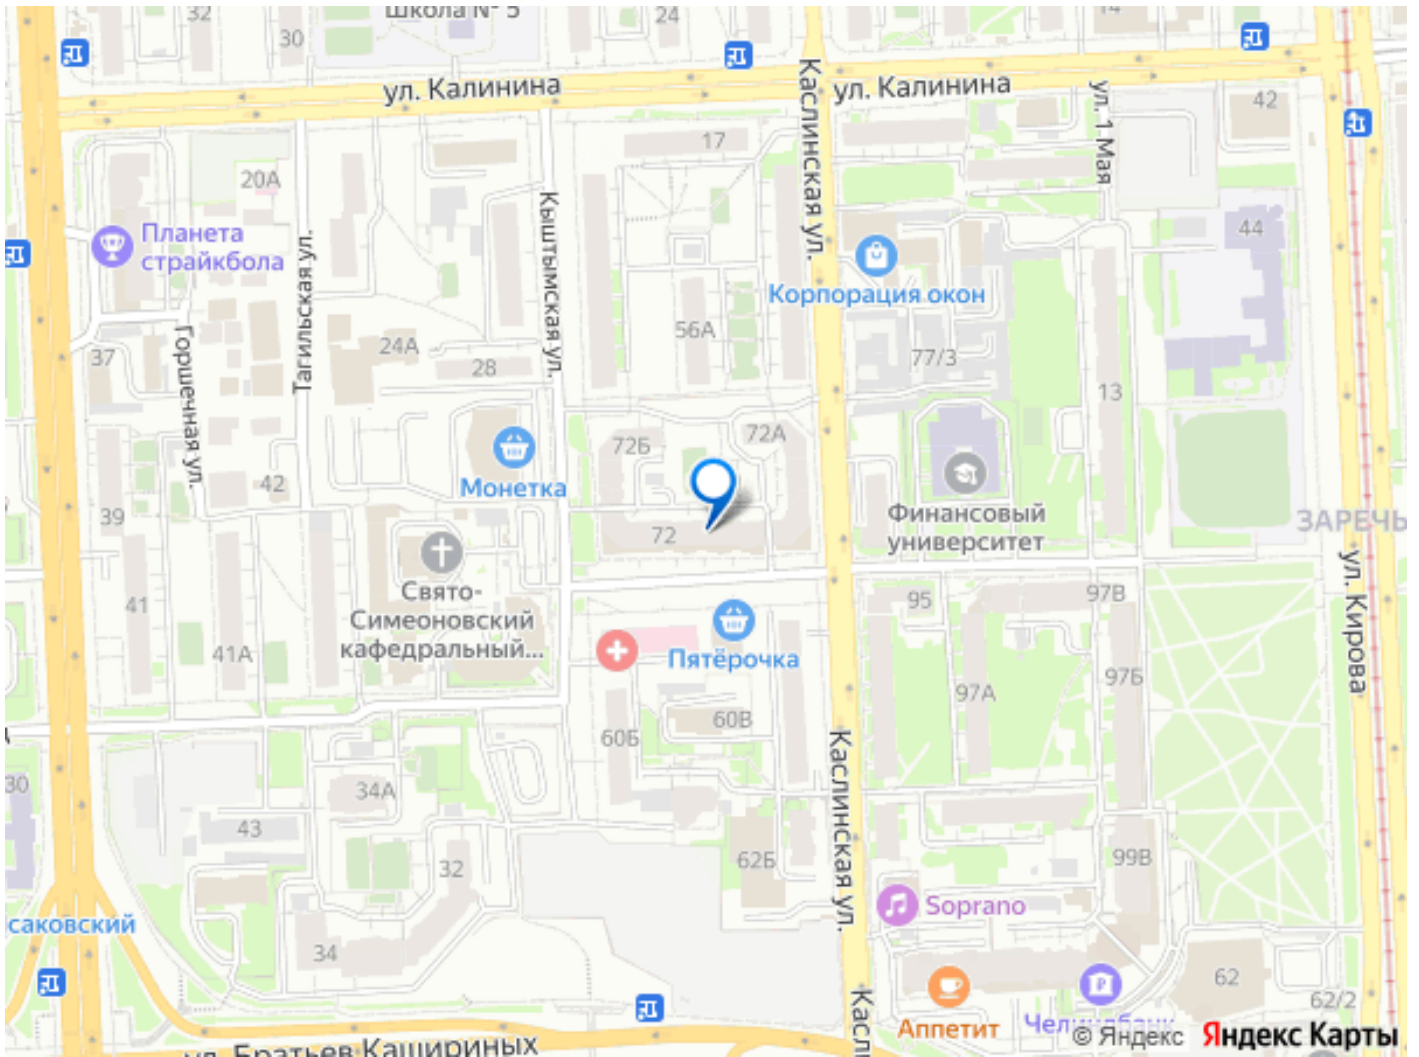 32
Школа № 5
24
30
14
ул. Калинина
ул. Калинина
42
ул. 1 Мая
17
Каслинская ул.
20А
Кыштымская ул.
44
Планета
страйкбола
Тагильская ул.
Корпорация окон
56А
24А
77/3
37
Горшечная ул.
28
13
72Б
72А
Монетка
42
39
Финансовый
университет
72
ЗАРЕЧЬ
ул. Кирова
Свято-
Симеоновский
кафедральный...
41
95
97В
41А
Пятёрочка
97Б
97А
60В
60Б
Каслинская ул.
30
34А
43
62Б
99В
32
Soprano
саковский
34
62
62/2
Касли
Аппетит
Челиндбанк
ул. Братьев Кашириных
© Яндекс Яндекс Карты